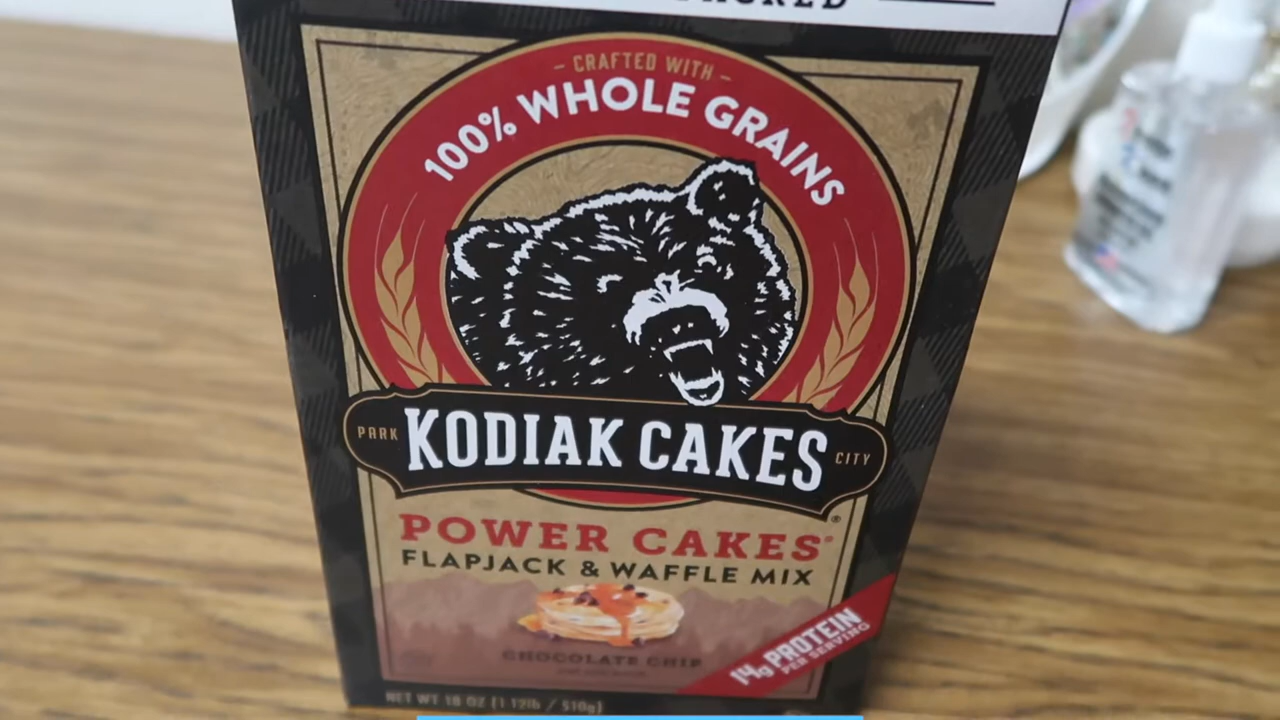 CRAFTED WITH
100% WHOLE GRAINS
PARK KODIAK CAKES CITY
POWER CAKES
FLAPJACK & WAFFLE MIX
CHOCOLATE CHIP
14g PROTEIN
PER SERVING
NET WT 18 OZ (1.12lb / 510g)